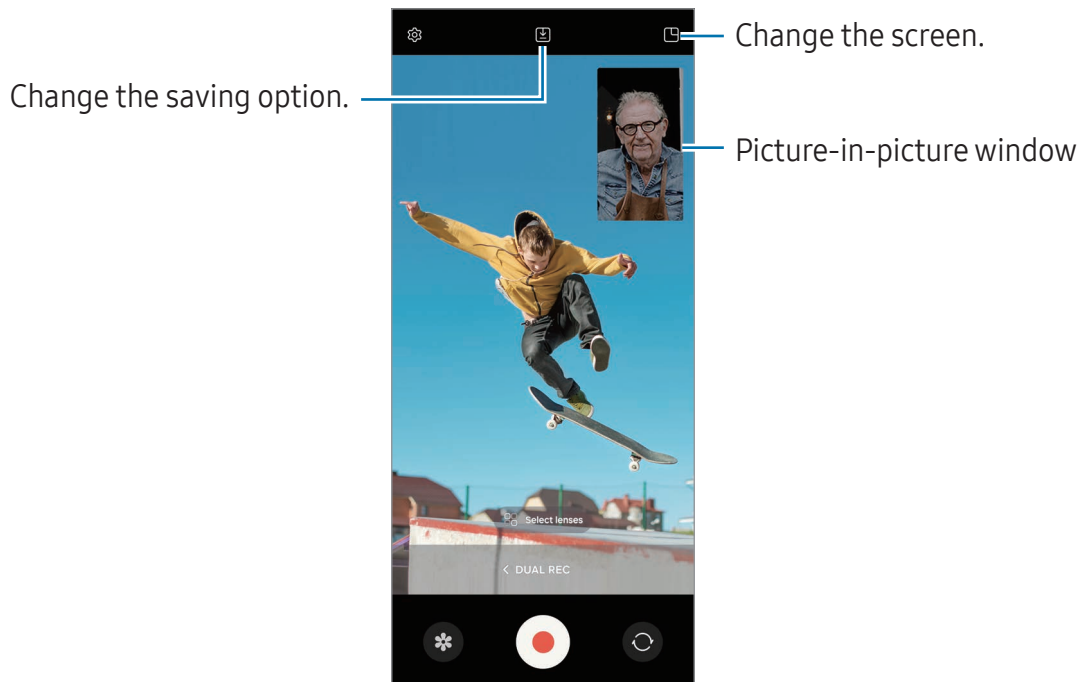 Change the screen.
Change the saving option.
Picture-in-picture window
Select lenses
< DUAL REC